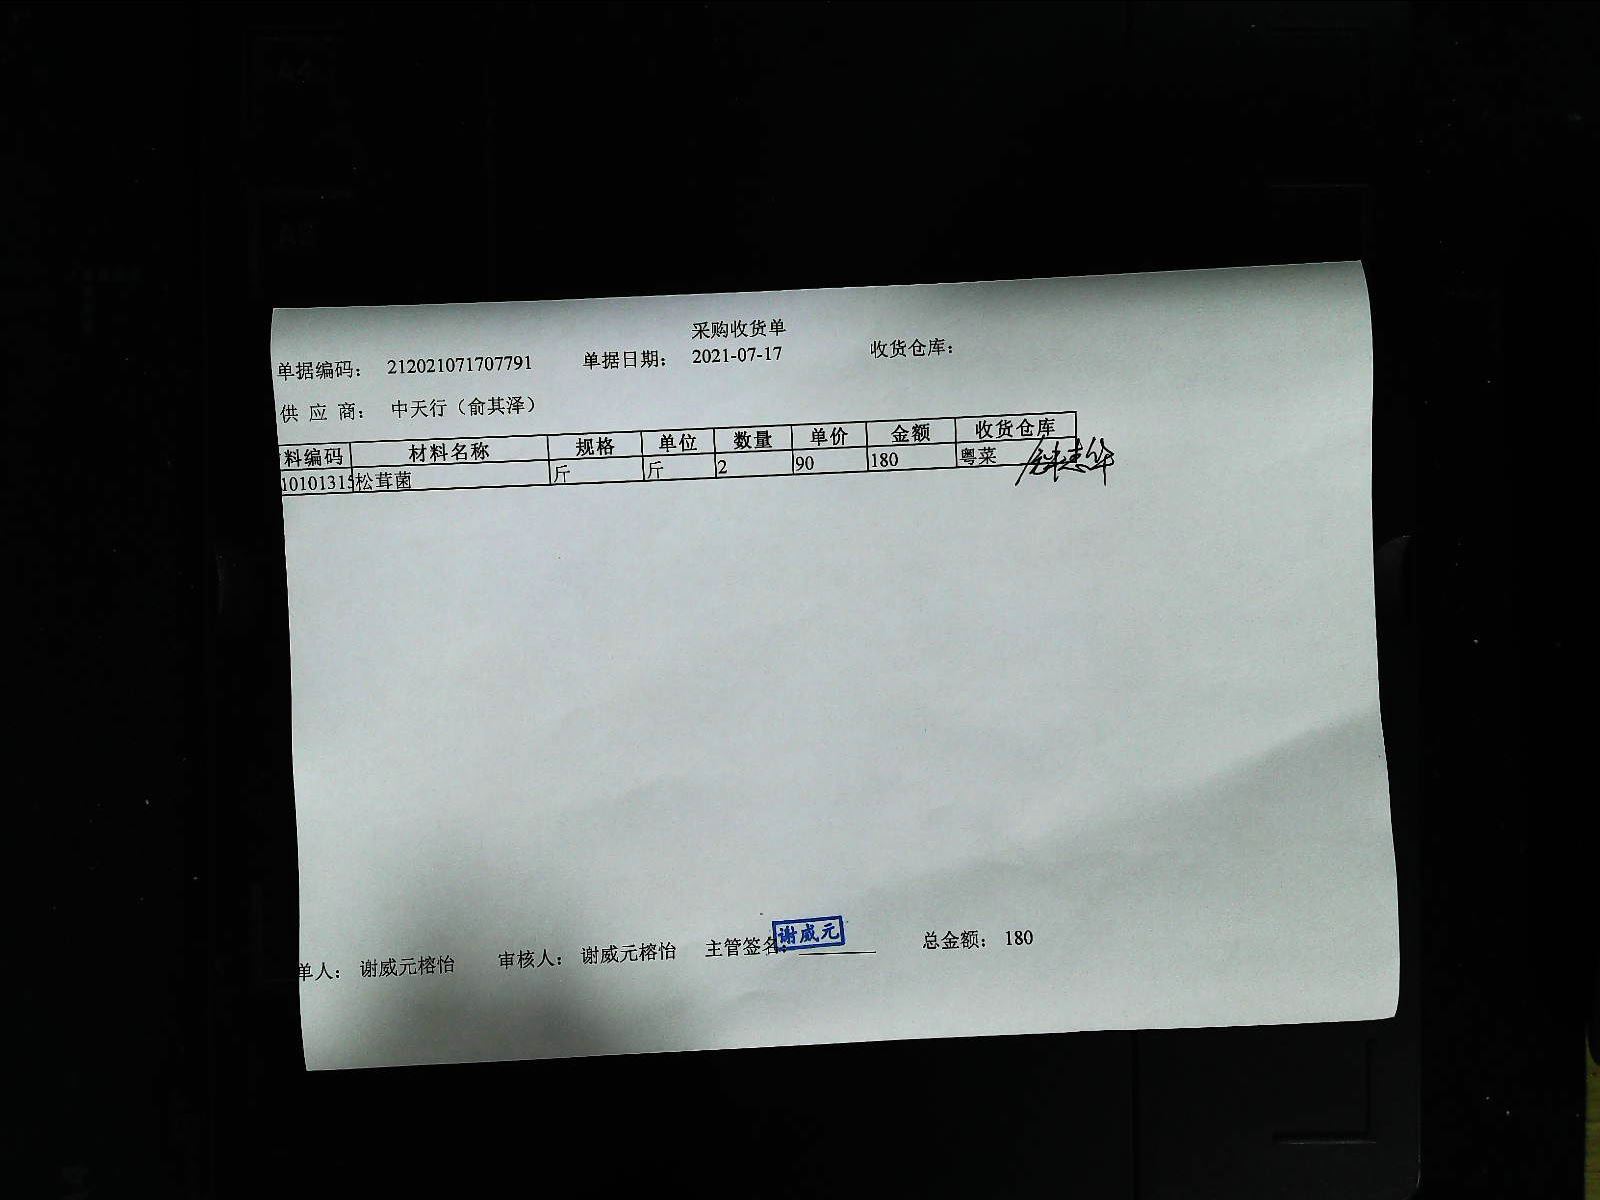 采购收货单
单据编码： 212021071707791 单据日期： 2021-07-17 收货仓库：
供 应 商： 中天行（俞其泽）
料编码 材料名称 规格 单位 数量 单价 金额 收货仓库
10101315 松茸菌 斤 斤 2 90 180 粤菜
单人： 谢威元榕怡 审核人： 谢威元榕怡 主管签名： 谢威元 总金额： 180